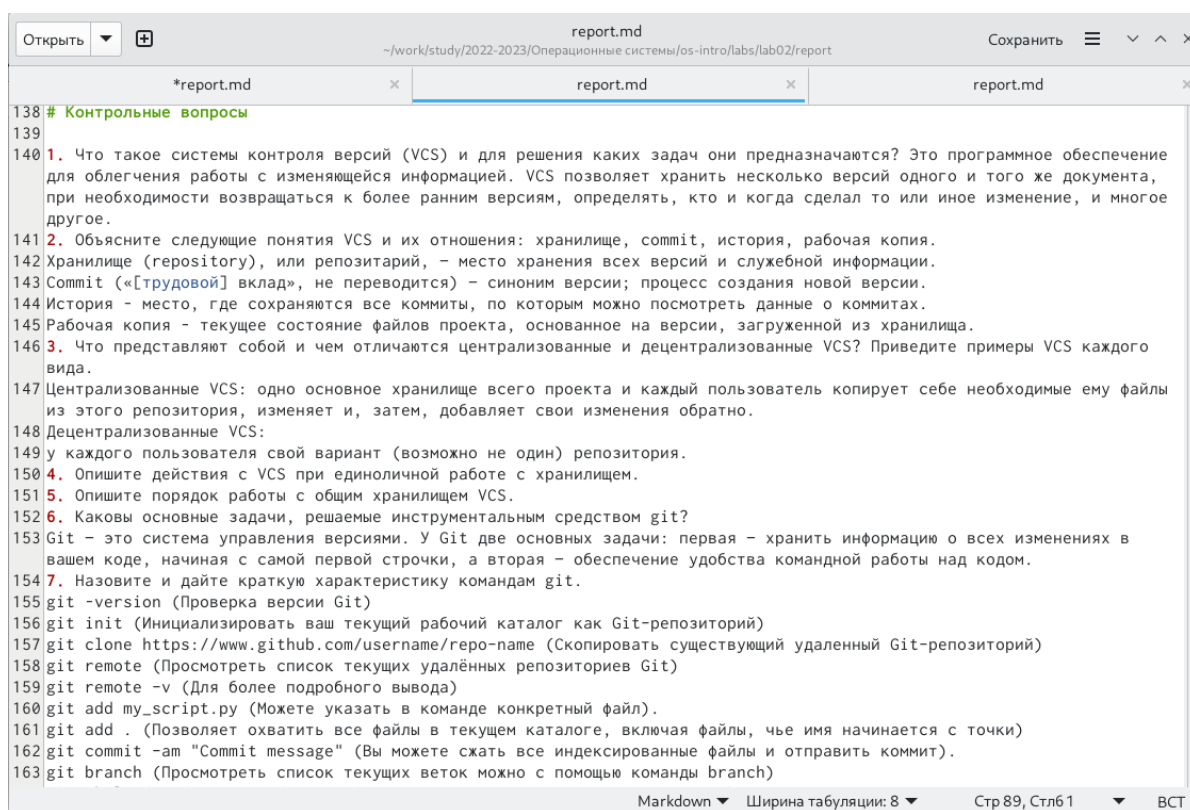 Открыть
report.md
~/work/study/2022-2023/Операционные системы/os-intro/labs/lab02/report
Сохранить
*report.md
report.md
report.md
138 # Контрольные вопросы
139
140 1. Что такое системы контроля версий (VCS) и для решения каких задач они предназначаются? Это программное обеспечение
для облегчения работы с изменяющейся информацией. VCS позволяет хранить несколько версий одного и того же документа,
при необходимости возвращаться к более ранним версиям, определять, кто и когда сделал то или иное изменение, и многое
другое.
141 2. Объясните следующие понятия VCS и их отношения: хранилище, commit, история, рабочая копия.
142 Хранилище (repository), или репозитарий, – место хранения всех версий и служебной информации.
143 Commit («[трудовой] вклад», не переводится) – синоним версии; процесс создания новой версии.
144 История - место, где сохраняются все коммиты, по которым можно посмотреть данные о коммитах.
145 Рабочая копия - текущее состояние файлов проекта, основанное на версии, загруженной из хранилища.
146 3. Что представляют собой и чем отличаются централизованные и децентрализованные VCS? Приведите примеры VCS каждого
вида.
147 Централизованные VCS: одно основное хранилище всего проекта и каждый пользователь копирует себе необходимые ему файлы
из этого репозитория, изменяет и, затем, добавляет свои изменения обратно.
148 Децентрализованные VCS:
149 у каждого пользователя свой вариант (возможно не один) репозитория.
150 4. Опишите действия с VCS при единоличной работе с хранилищем.
151 5. Опишите порядок работы с общим хранилищем VCS.
152 6. Каковы основные задачи, решаемые инструментальным средством git?
153 Git – это система управления версиями. У Git две основных задачи: первая – хранить информацию о всех изменениях в
вашем коде, начиная с самой первой строчки, а вторая – обеспечение удобства командной работы над кодом.
154 7. Назовите и дайте краткую характеристику командам git.
155 git -version (Проверка версии Git)
156 git init (Инициализировать ваш текущий рабочий каталог как Git-репозиторий)
157 git clone https://www.github.com/username/repo-name (Скопировать существующий удаленный Git-репозиторий)
158 git remote (Просмотреть список текущих удалённых репозиториев Git)
159 git remote -v (Для более подробного вывода)
160 git add my_script.py (Можете указать в команде конкретный файл).
161 git add . (Позволяет охватить все файлы в текущем каталоге, включая файлы, чье имя начинается с точки)
162 git commit -am "Commit message" (Вы можете сжать все индексированные файлы и отправить коммит).
163 git branch (Просмотреть список текущих веток можно с помощью команды branch)
Markdown Ширина табуляции: 8 Стр 89, Стлб 1 ВСТ